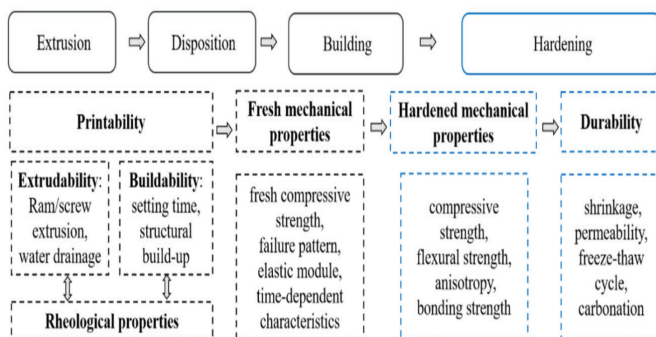 Extrusion
Disposition
Building
Hardening
Printability
Fresh mechanical
properties
Hardened mechanical
properties
Durability
Extrudability:
Ram/screw
extrusion,
water drainage
Buildability:
setting time,
structural
build-up
fresh compressive
strength,
failure pattern,
elastic module,
time-dependent
characteristics
compressive
strength,
flexural strength,
anisotropy,
bonding strength
shrinkage,
permeability,
freeze-thaw
cycle,
carbonation
Rheological properties